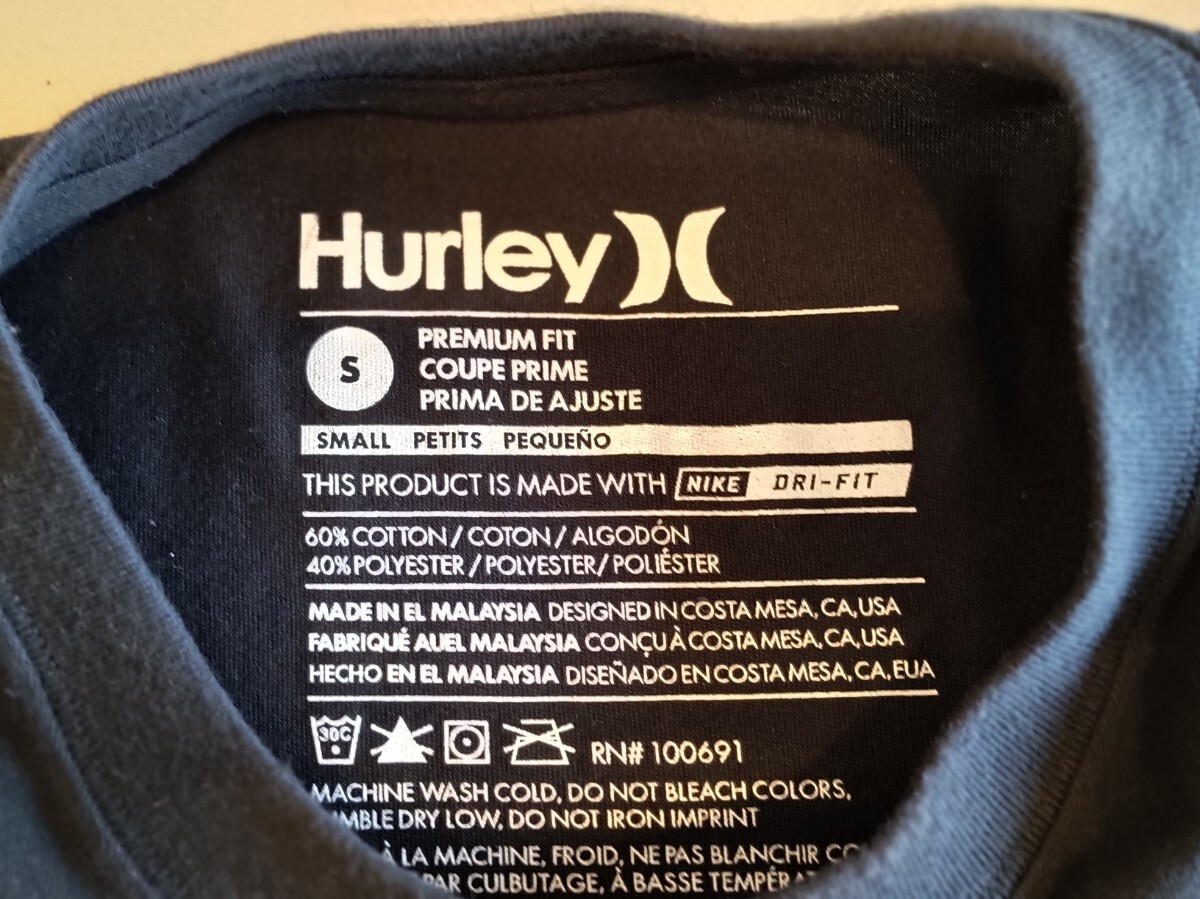 Hurley
S
PREMIUM FIT
COUPE PRIME
PRIMA DE AJUSTE
SMALL PETITS PEQUEÑO
THIS PRODUCT IS MADE WITH NIKE DRI-FIT
60% COTTON / COTON / ALGODÓN
40% POLYESTER / POLYESTER / POLIÉSTER
MADE IN EL MALAYSIA DESIGNED IN COSTA MESA, CA, USA
FABRIQUÉ AUEL MALAYSIA CONÇU À COSTA MESA, CA, USA
HECHO EN EL MALAYSIA DISEÑADO EN COSTA MESA, CA, EUA
30C
RN# 100691
MACHINE WASH COLD, DO NOT BLEACH COLORS,
DRY LOW, DO NOT IRON IMPRINT
À LA MACHINE, FROID, NE PAS BLANCHIR
PAR CULBUTAGE, À BASSE